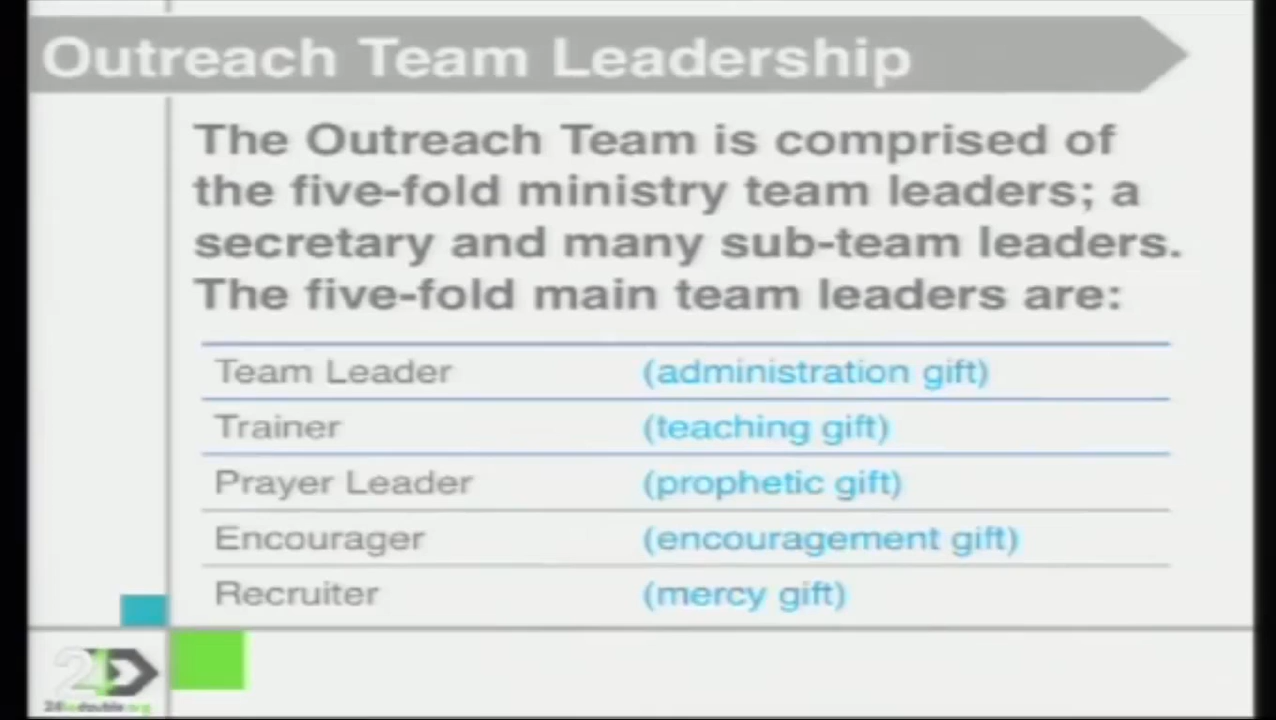 Outreach Team Leadership
The Outreach Team is comprised of
the five-fold ministry team leaders; a
secretary and many sub-team leaders.
The five-fold main team leaders are:
Team Leader (administration gift)
Trainer (teaching gift)
Prayer Leader (prophetic gift)
Encourager (encouragement gift)
Recruiter (mercy gift)